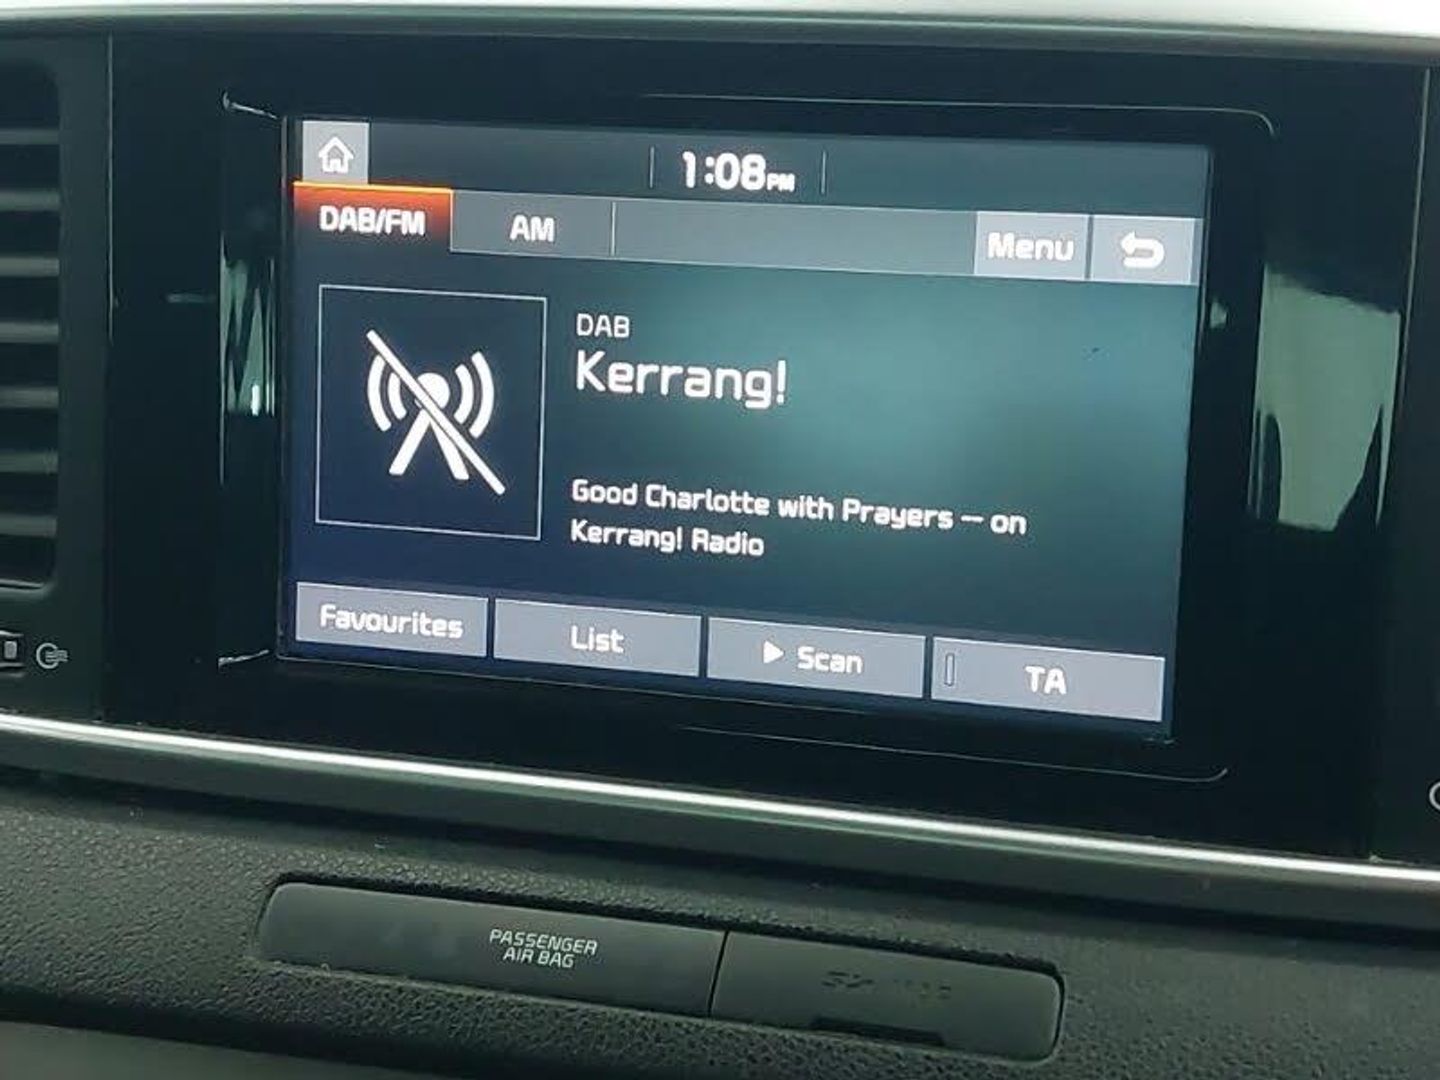 1:08PM
DAB/FM
AM
Menu
DAB
Kerrang!
Good Charlotte with Prayers – on
Kerrang! Radio
Favourites
List
Scan
TA
PASSENGER
AIR BAG